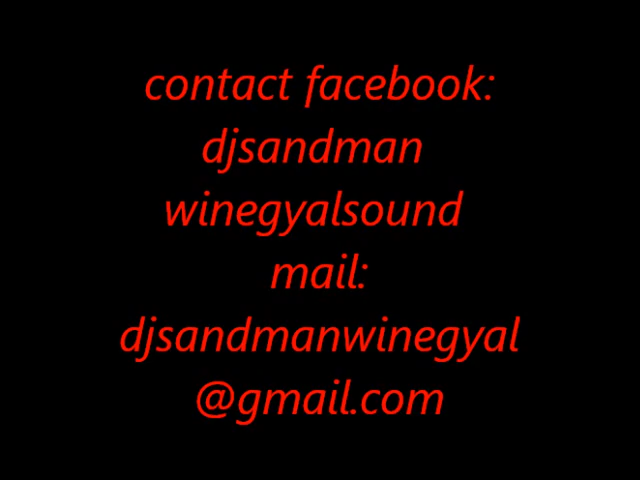 contact facebook:
djsandman
winegyalsound
mail:
djsandmanwinegyal
@gmail.com